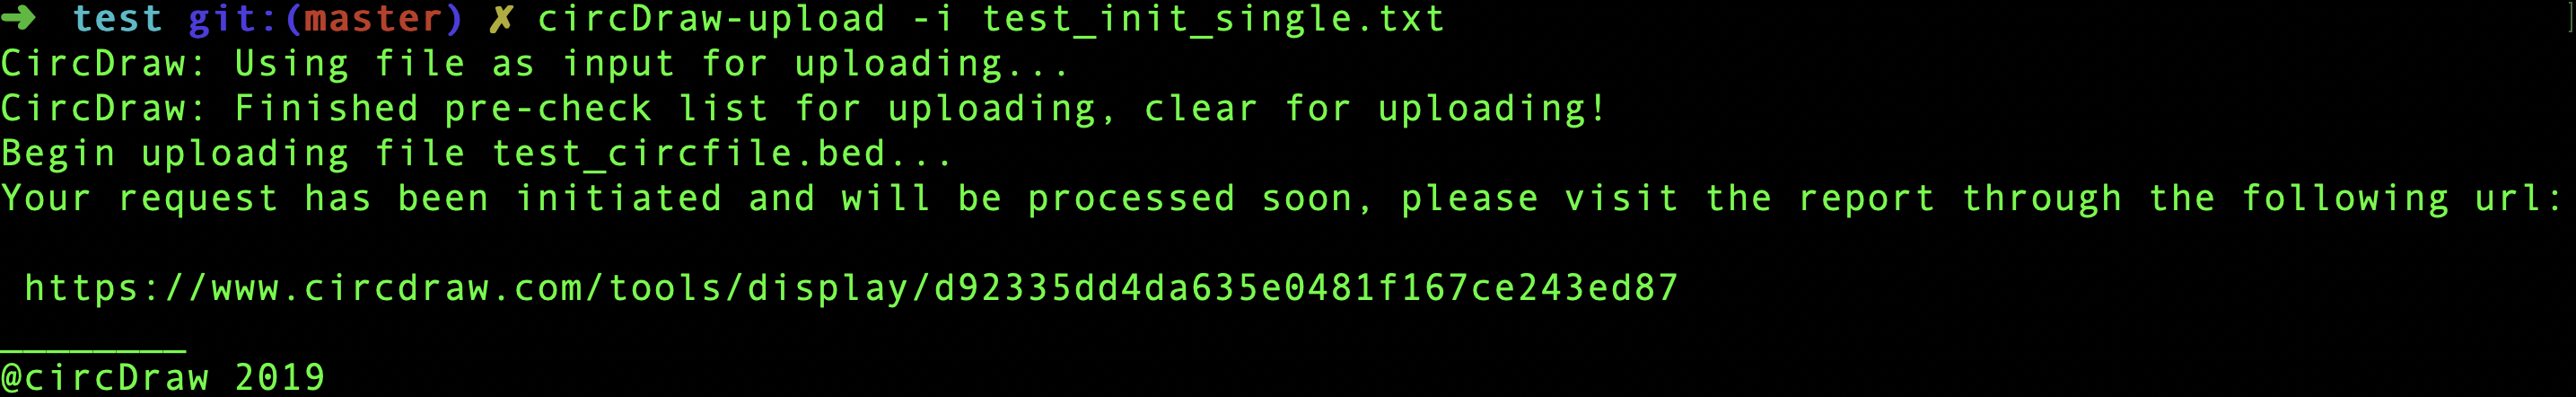 ➜ test git:(master) ✗ circDraw-upload -i test_init_single.txt
CircDraw: Using file as input for uploading...
CircDraw: Finished pre-check list for uploading, clear for uploading!
Begin uploading file test_circfile.bed...
Your request has been initiated and will be processed soon, please visit the report through the following url:
https://www.circdraw.com/tools/display/d92335dd4da635e0481f167ce243ed87
________
@circDraw 2019